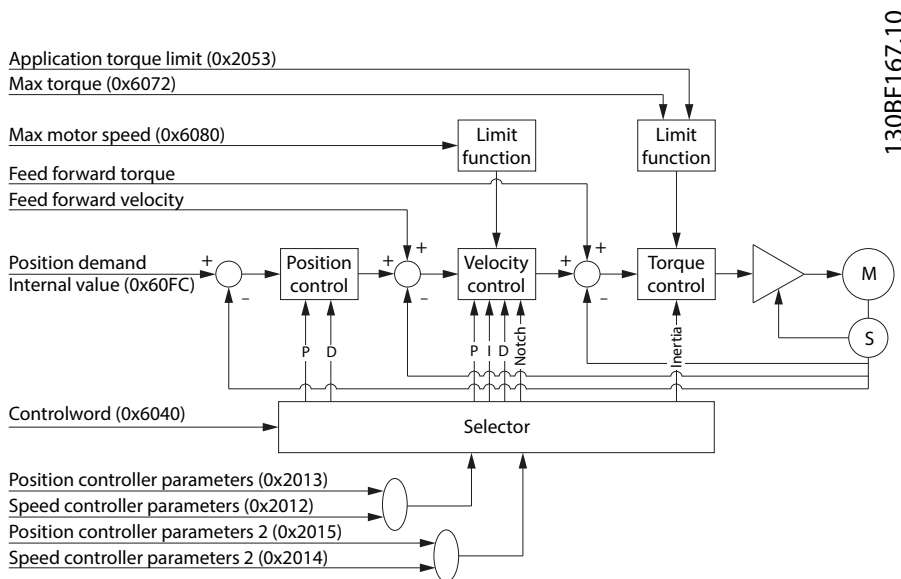 130BF167.10
Application torque limit (0x2053)
Max torque (0x6072)
Max motor speed (0x6080)
Limit
function
Limit
function
Feed forward torque
Feed forward velocity
Position demand
Internal value (0x60FC)
+
−
Position
control
+
+
−
Velocity
control
+
+
−
Torque
control
M
S
P
D
P
I
D
Notch
Inertia
Controlword (0x6040)
Selector
Position controller parameters (0x2013)
Speed controller parameters (0x2012)
Position controller parameters 2 (0x2015)
Speed controller parameters 2 (0x2014)